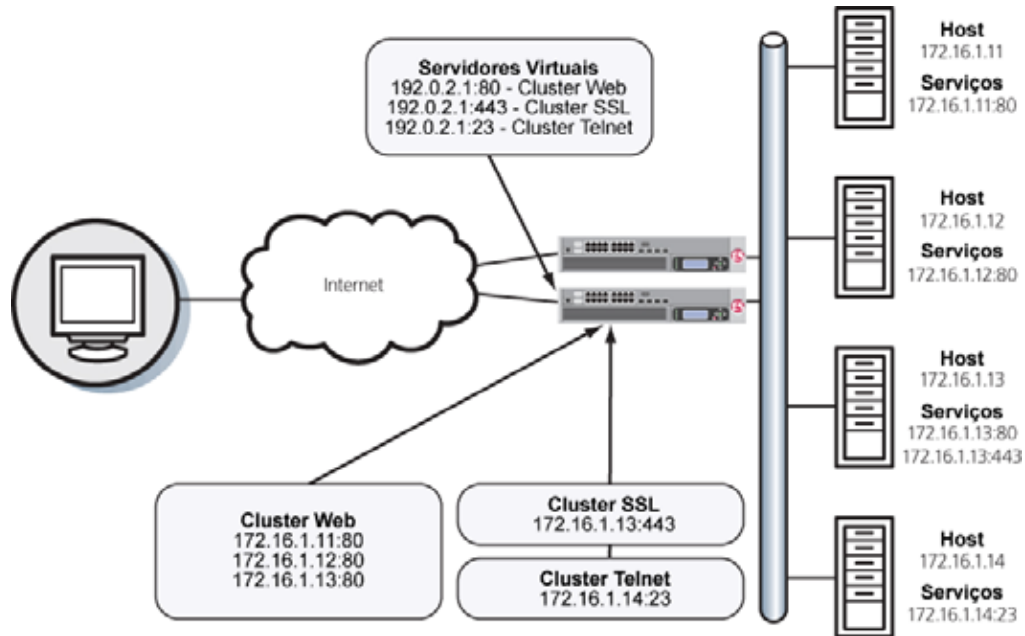 Servidores Virtuais
192.0.2.1:80 - Cluster Web
192.0.2.1:443 - Cluster SSL
192.0.2.1:23 - Cluster Telnet
Internet
Cluster Web
172.16.1.11:80
172.16.1.12:80
172.16.1.13:80
Cluster SSL
172.16.1.13:443
Cluster Telnet
172.16.1.14:23
Host
172.16.1.11
Serviços
172.16.1.11:80
Host
172.16.1.12
Serviços
172.16.1.12:80
Host
172.16.1.13
Serviços
172.16.1.13:80
172.16.1.13:443
Host
172.16.1.14
Serviços
172.16.1.14:23